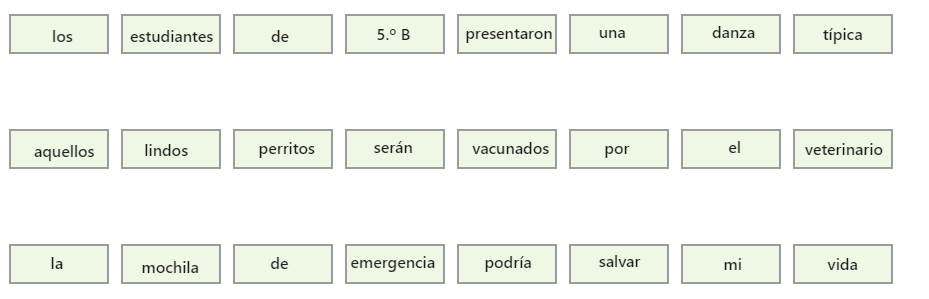 los estudiantes de 5.º B presentaron una danza típica
aquellos lindos perritos serán vacunados por el veterinario
la mochila de emergencia podría salvar mi vida